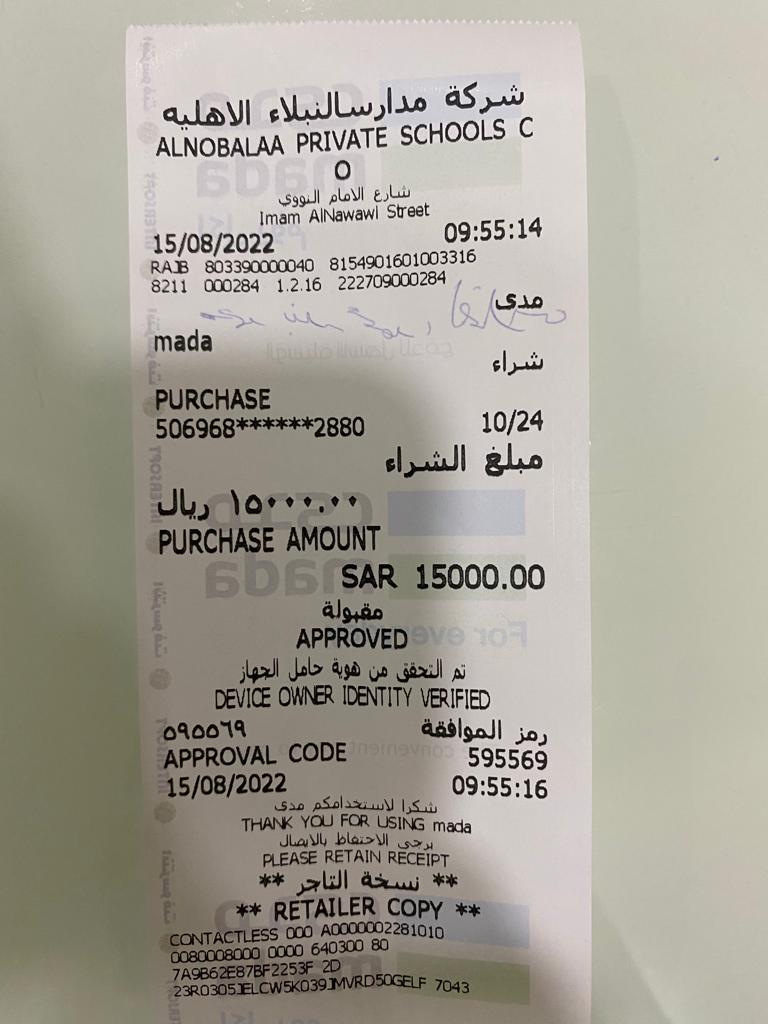 شركة مدارسالنبلاء الاهليه
ALNOBALAA PRIVATE SCHOOLS C
O
شارع الامام النووي
Imam AlNawawi Street
15/08/2022 09:55:14
RAJB 803390000040 8154901601003316
8211 000284 1.2.16 222709000284
مدى
mada
شراء
PURCHASE
506968******2880 10/24
مبلغ الشراء
١٥٠٠٠.٠٠ ريال
PURCHASE AMOUNT
SAR 15000.00
مقبولة
APPROVED
تم التحقق من هوية حامل الجهاز
DEVICE OWNER IDENTITY VERIFIED
رمز الموافقة ٥٩٥٥٦٩
APPROVAL CODE 595569
15/08/2022 09:55:16
شكرا لاستخدامكم مدى
THANK YOU FOR USING mada
يرجى الاحتفاظ بالايصال
PLEASE RETAIN RECEIPT
** نسخة التاجر **
** RETAILER COPY **
CONTACTLESS 000 A0000002281010
0080008000 0000 640300 80
7A9B62E87BF2253F 2D
23R0305JELCW5K039JMVRD50GELF 7043